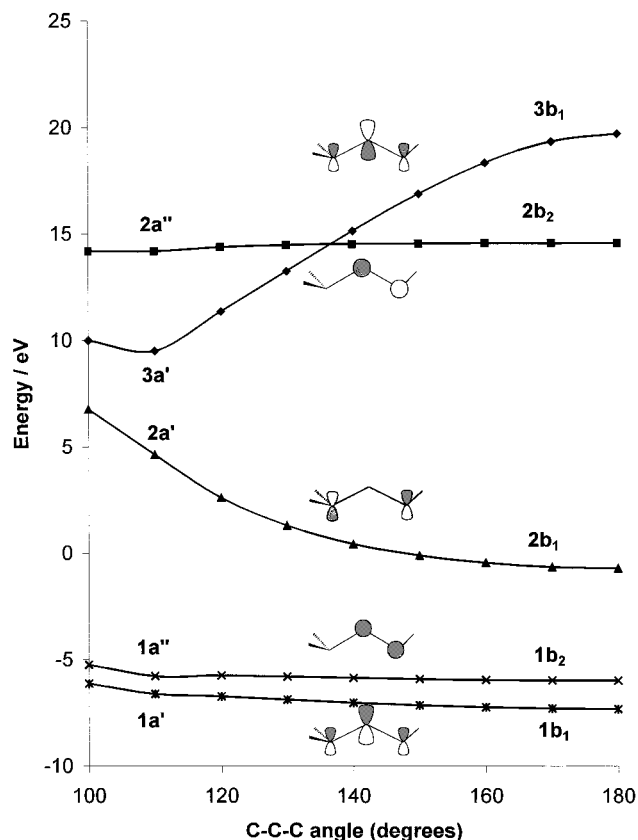 25
20
15
10
5
0
-5
-10
Energy / eV
3b₁
2a"
2b₂
3a'
2a'
2b₁
1a"
1b₂
1a'
1b₁
100
120
140
160
180
C-C-C angle (degrees)